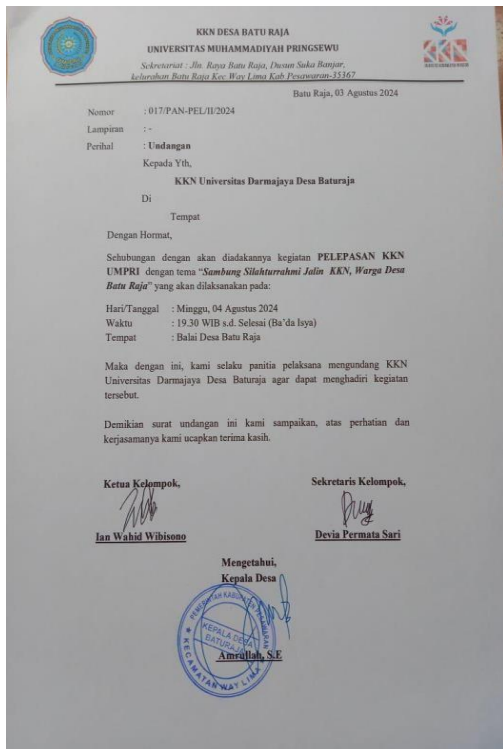 KKN DESA BATU RAJA
UNIVERSITAS MUHAMMADIYAH PRINGSEWU
Sekretariat : Jln. Raya Batu Raja, Dusun Suka Banjar,
kelurahan Batu Raja Kec. Way Lima Kab Pesawaran-35367
KKN
Batu Raja, 03 Agustus 2024
Nomor : 017/PAN-PEL/II/2024
Lampiran : -
Perihal : Undangan
Kepada Yth,
KKN Universitas Darmajaya Desa Baturaja
Di
Tempat
Dengan Hormat,
Sehubungan dengan akan diadakannya kegiatan PELEPASAN KKN
UMPRI dengan tema “Sambung Silahturrahmi Jalin KKN, Warga Desa
Batu Raja” yang akan dilaksanakan pada:
Hari/Tanggal : Minggu, 04 Agustus 2024
Waktu : 19.30 WIB s.d. Selesai (Ba’da Isya)
Tempat : Balai Desa Batu Raja
Maka dengan ini, kami selaku panitia pelaksana mengundang KKN
Universitas Darmajaya Desa Baturaja agar dapat menghadiri kegiatan
tersebut.
Demikian surat undangan ini kami sampaikan, atas perhatian dan
kerjasamanya kami ucapkan terima kasih.
Ketua Kelompok,
Ian Wahid Wibisono
Sekretaris Kelompok,
Devia Permata Sari
Mengetahui,
Kepala Desa
PEMERINTAH KABUPATEN PESAWARAN
KEPALA DESA
BATURAJA
KECAMATAN WAY LIMA
Amrullah, S.E